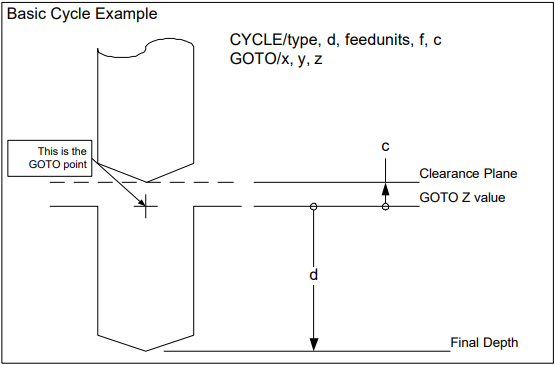 Basic Cycle Example
CYCLE/type, d, feedunits, f, c
GOTO/x, y, z
This is the
GOTO point
c
Clearance Plane
GOTO Z value
d
Final Depth